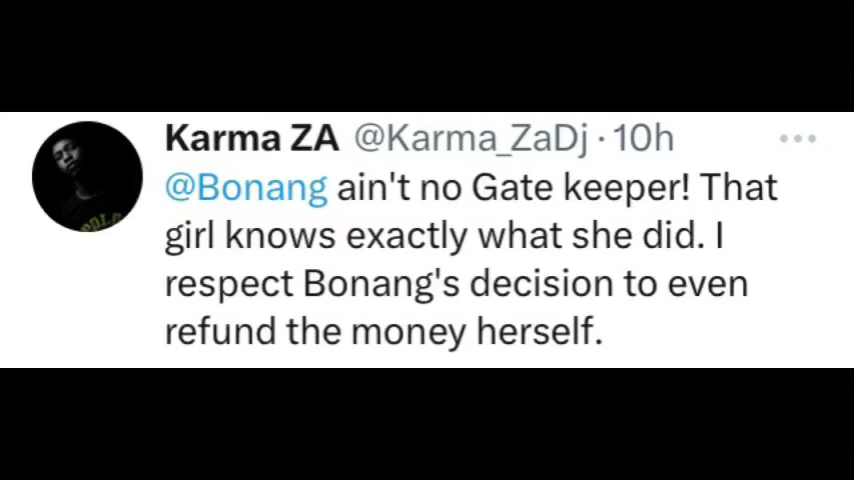 Karma ZA @Karma_ZaDj · 10h
@Bonang ain't no Gate keeper! That
girl knows exactly what she did. I
respect Bonang's decision to even
refund the money herself.